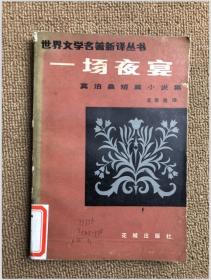 世界文学名著新译丛书
一场夜宴
莫泊桑短篇小说集
花城出版社